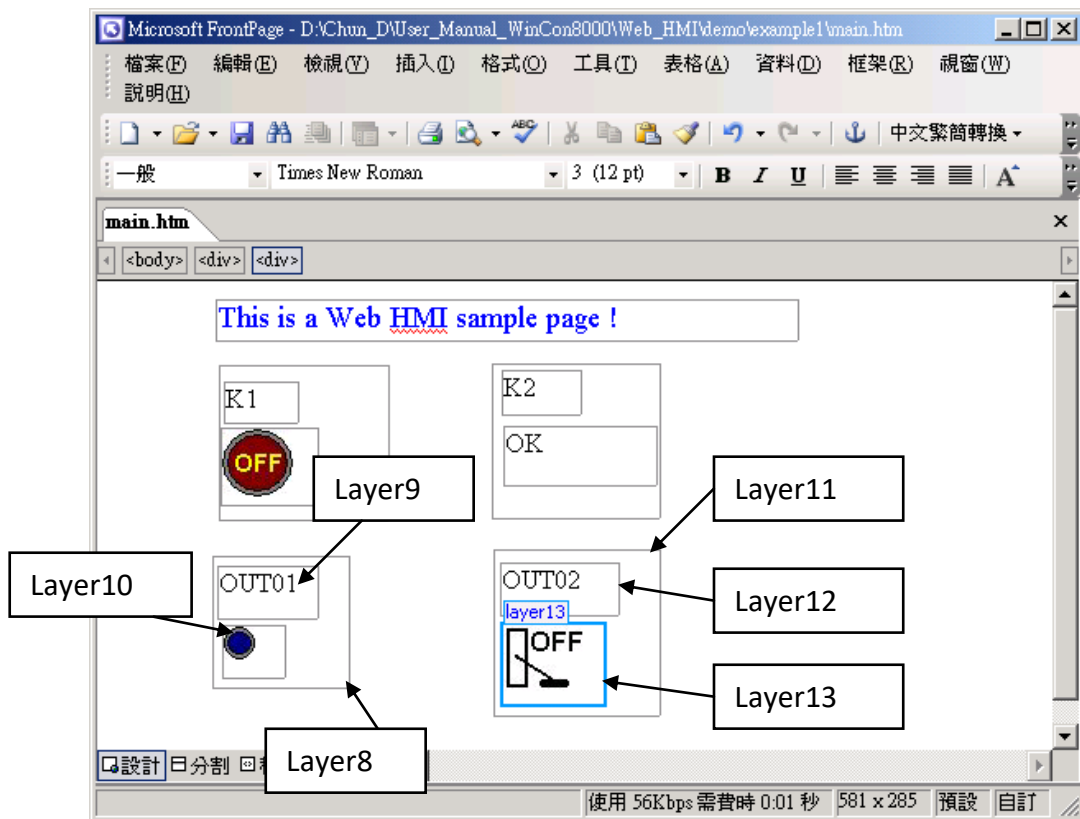 Microsoft FrontPage - D:\Chun_D\User_Manual_WinCon8000\Web_HMI\demo\example1\main.htm
檔案(F) 編輯(E) 檢視(V) 插入(I) 格式(O) 工具(T) 表格(A) 資料(D) 框架(R) 視窗(W)
說明(H)
ABC 中文繁簡轉換
一般 Times New Roman 3 (12 pt) B I U A
main.htm
<body> <div> <div>
This is a Web HMI sample page !
K1 K2
OFF OK
Layer9 Layer11
Layer10 OUT01 OUT02 Layer12
layer13
OFF
Layer13
Layer8
設計 分割
使用 56Kbps 需費時 0:01 秒 581 x 285 預設 自訂